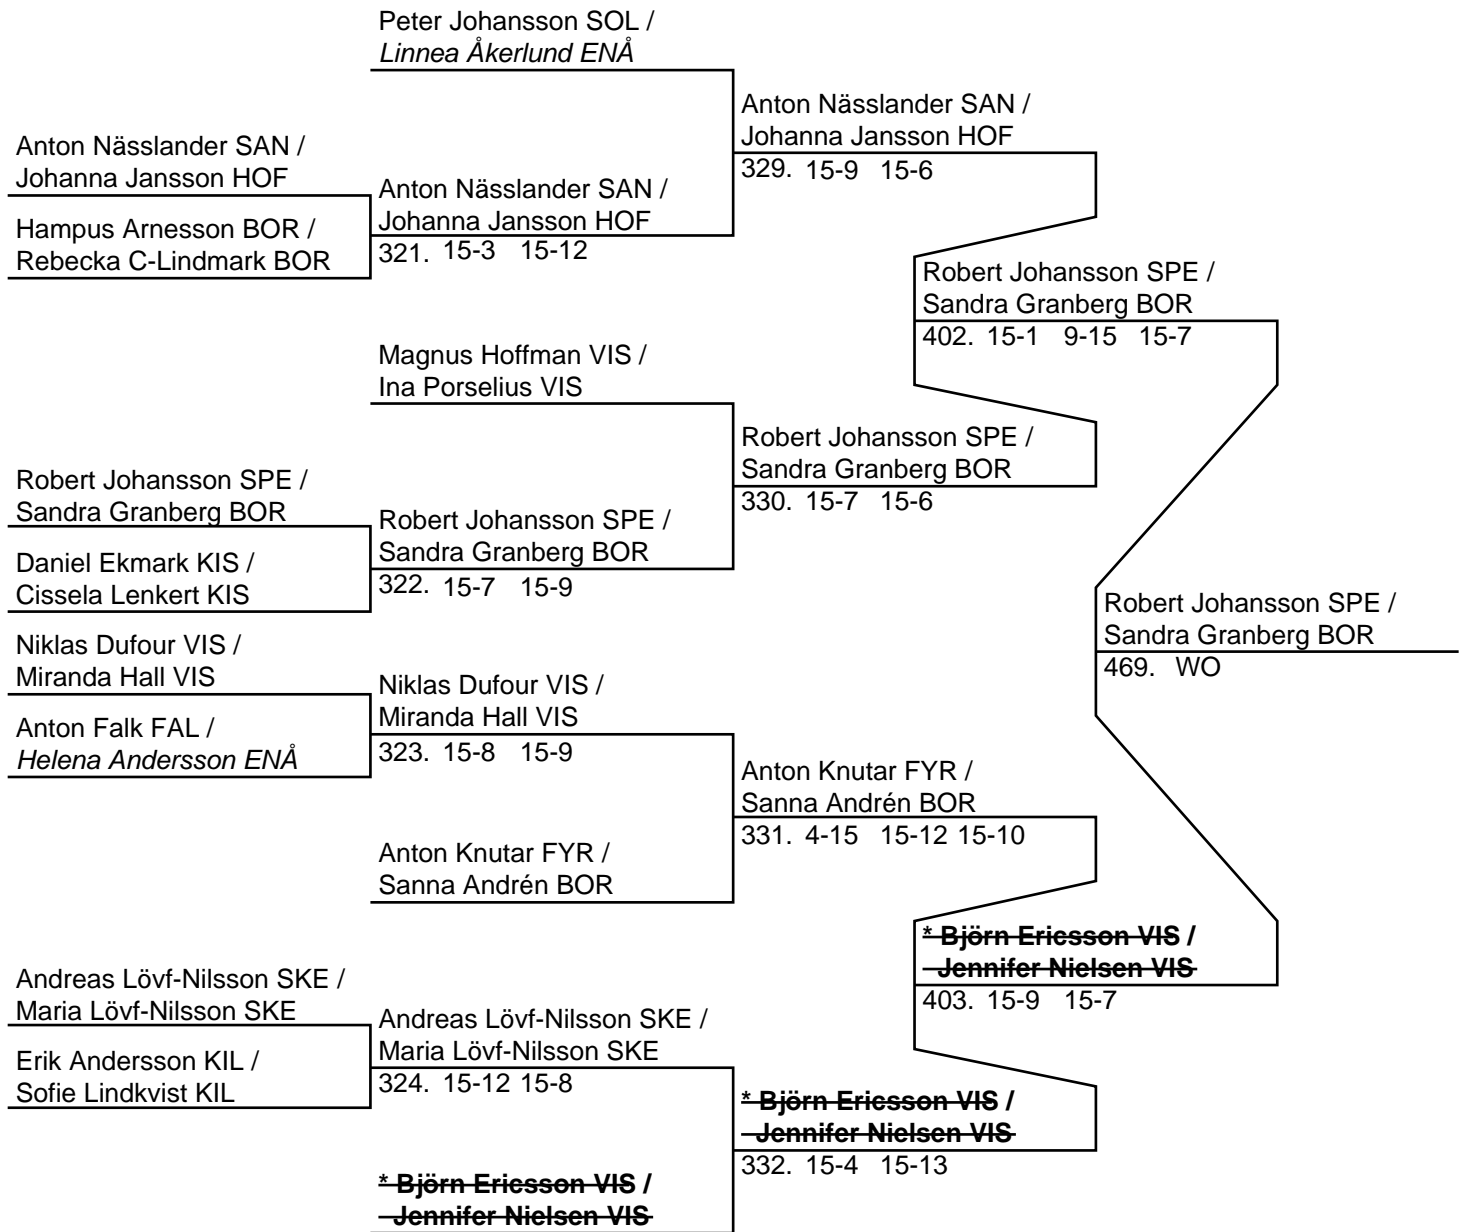 Peter Johansson SOL /
Linnea Åkerlund ENÅ
Anton Nässlander SAN /
Johanna Jansson HOF
329. 15-9 15-6
Anton Nässlander SAN /
Johanna Jansson HOF
Anton Nässlander SAN /
Johanna Jansson HOF
321. 15-3 15-12
Hampus Arnesson BOR /
Rebecka C-Lindmark BOR
Robert Johansson SPE /
Sandra Granberg BOR
402. 15-1 9-15 15-7
Magnus Hoffman VIS /
Ina Porselius VIS
Robert Johansson SPE /
Sandra Granberg BOR
330. 15-7 15-6
Robert Johansson SPE /
Sandra Granberg BOR
Robert Johansson SPE /
Sandra Granberg BOR
322. 15-7 15-9
Daniel Ekmark KIS /
Cissela Lenkert KIS
Robert Johansson SPE /
Sandra Granberg BOR
469. WO
Niklas Dufour VIS /
Miranda Hall VIS
Niklas Dufour VIS /
Miranda Hall VIS
323. 15-8 15-9
Anton Falk FAL /
Helena Andersson ENÅ
Anton Knutar FYR /
Sanna Andrén BOR
331. 4-15 15-12 15-10
Anton Knutar FYR /
Sanna Andrén BOR
* Björn Ericsson VIS /
Jennifer Nielsen VIS
403. 15-9 15-7
Andreas Lövf-Nilsson SKE /
Maria Lövf-Nilsson SKE
Andreas Lövf-Nilsson SKE /
Maria Lövf-Nilsson SKE
324. 15-12 15-8
Erik Andersson KIL /
Sofie Lindkvist KIL
* Björn Ericsson VIS /
Jennifer Nielsen VIS
332. 15-4 15-13
* Björn Ericsson VIS /
Jennifer Nielsen VIS